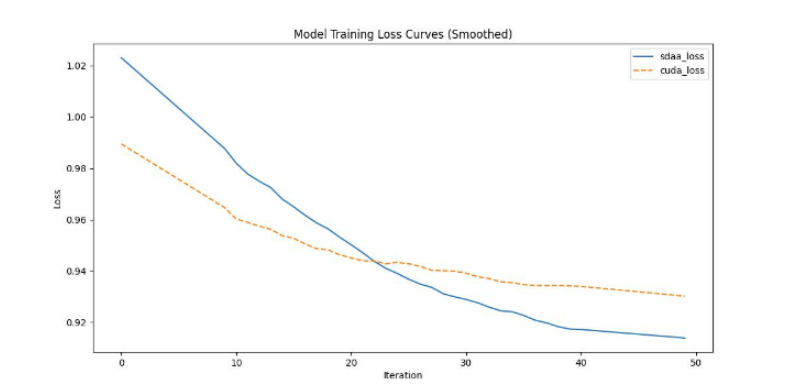 Model Training Loss Curves (Smoothed)
sdaa_loss
cuda_loss
1.02
1.00
0.98
0.96
0.94
0.92
Loss
0
10
20
30
40
50
Iteration